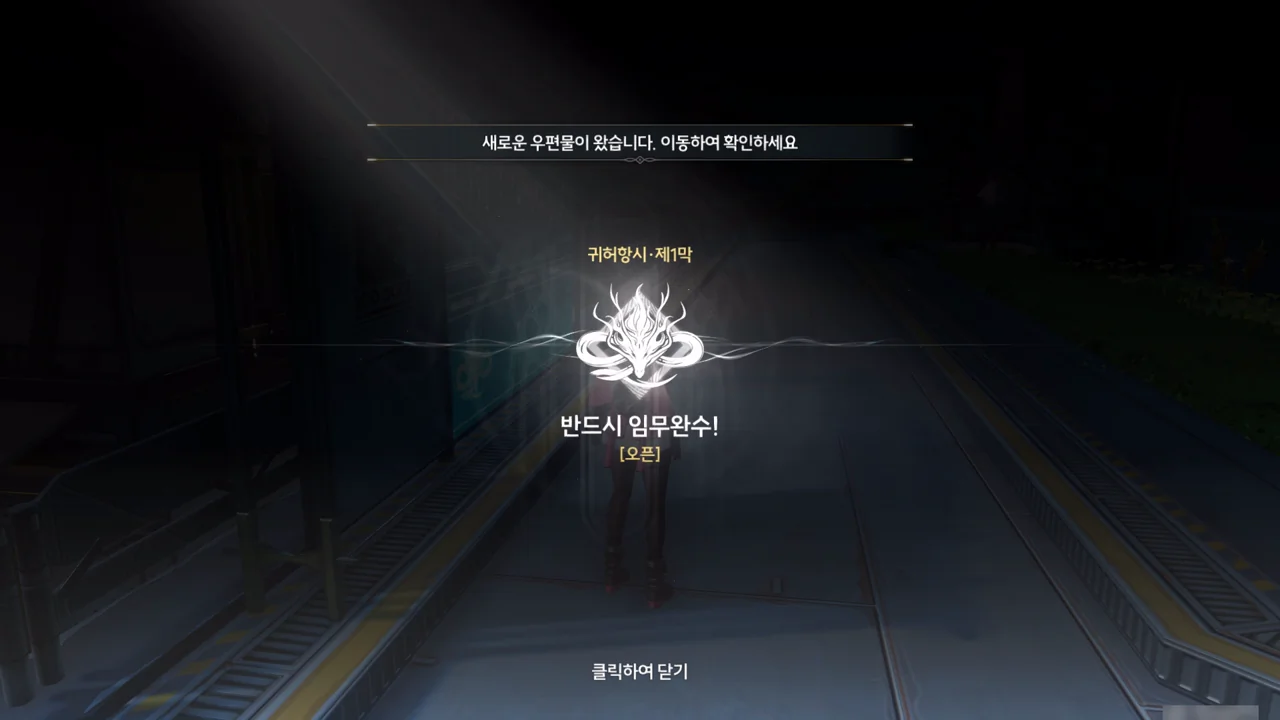 새로운 우편물이 왔습니다. 이동하여 확인하세요
귀허항시·제1막
반드시 임무완수!
[오픈]
클릭하여 닫기